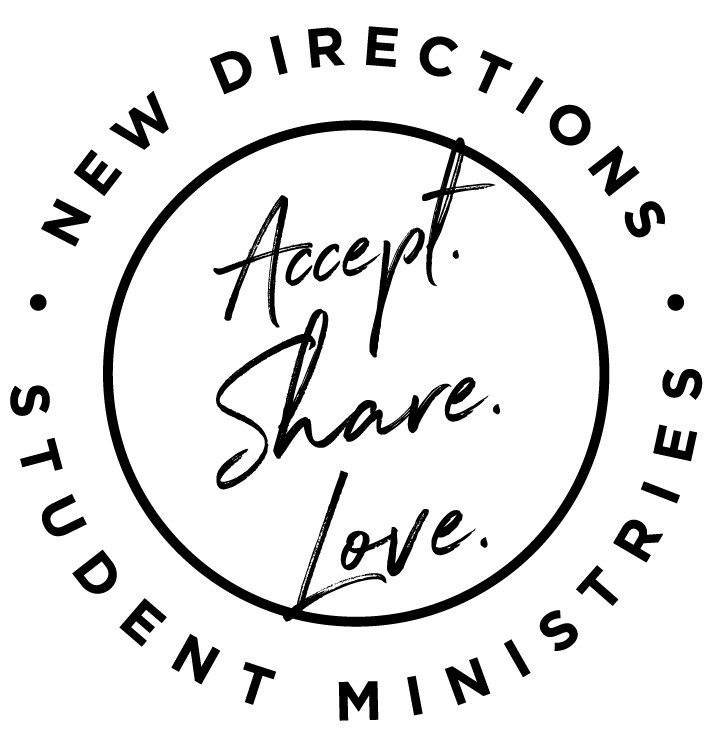 NEW DIRECTIONS
Accept.
Share.
Love.
STUDENT MINISTRIES